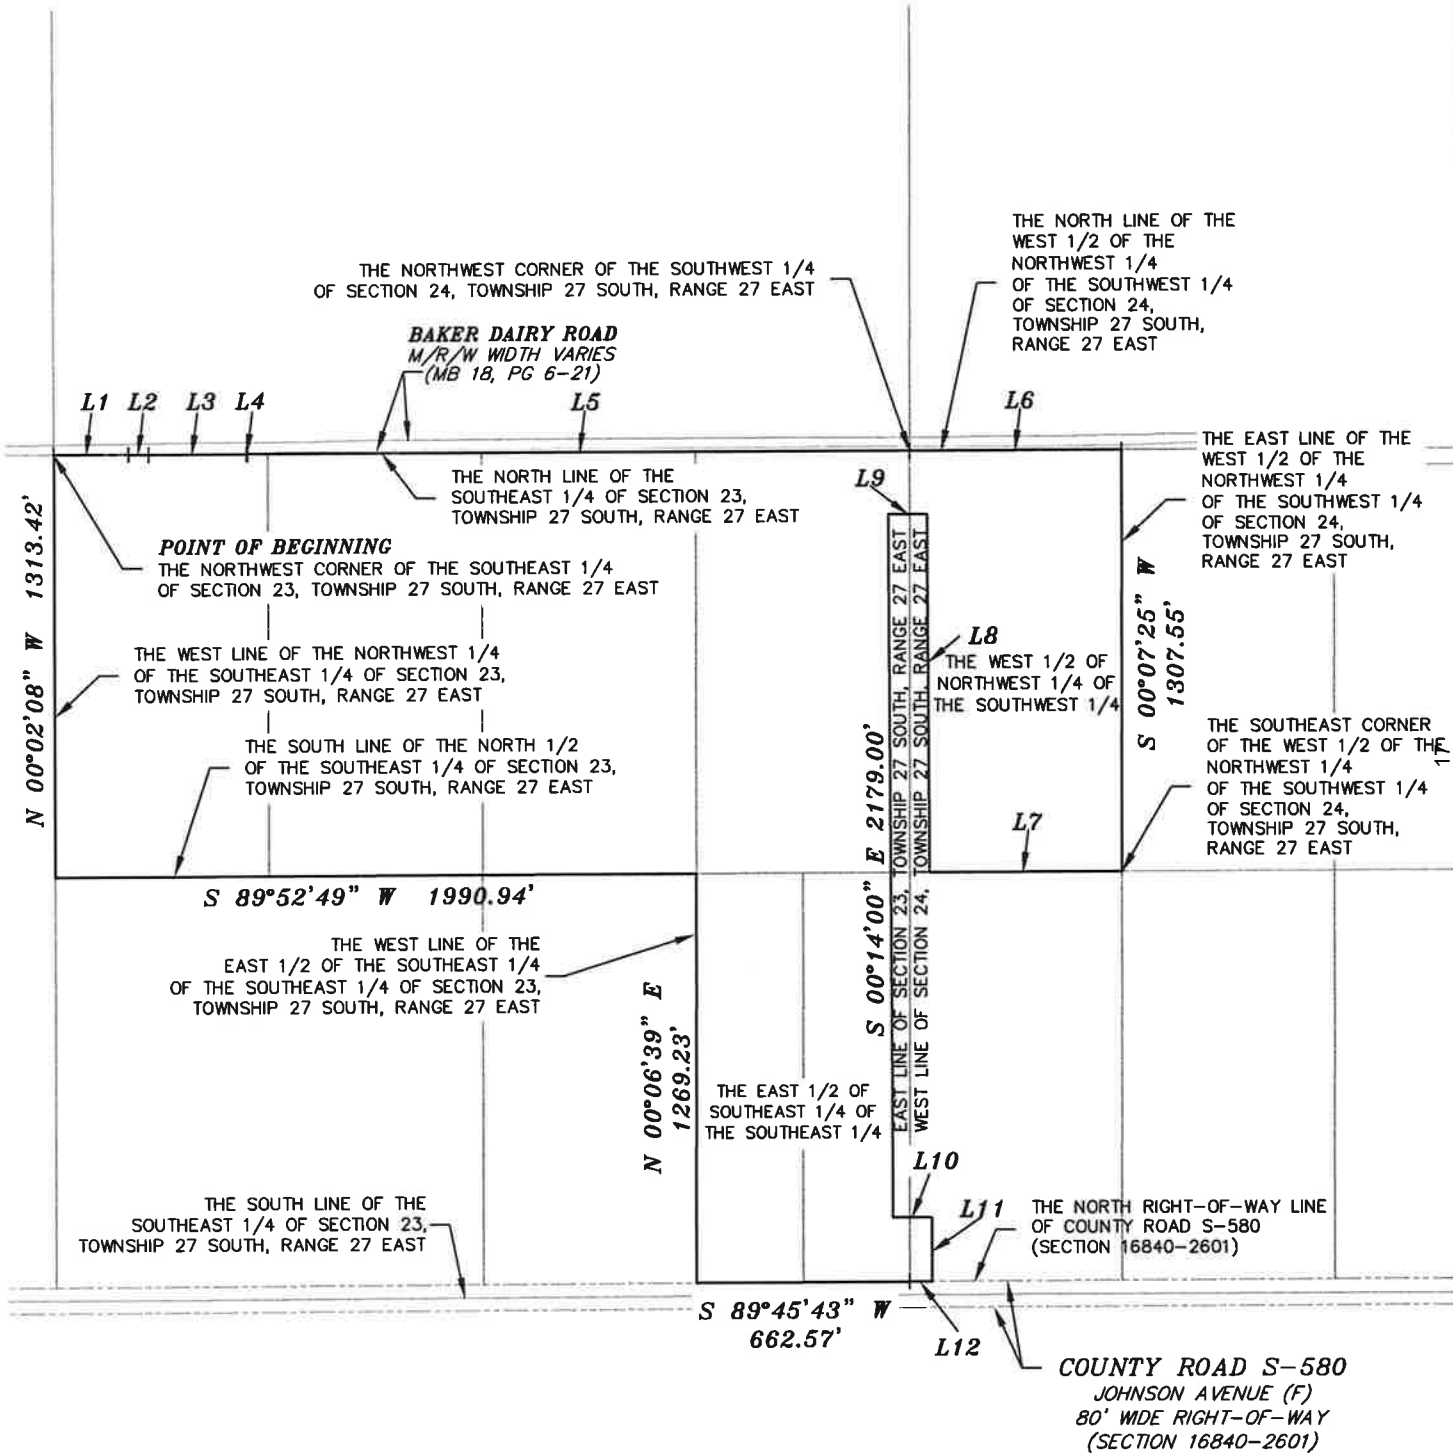 THE NORTH LINE OF THE
WEST 1/2 OF THE
NORTHWEST 1/4
OF THE SOUTHWEST 1/4
OF SECTION 24,
TOWNSHIP 27 SOUTH,
RANGE 27 EAST
THE NORTHWEST CORNER OF THE SOUTHWEST 1/4
OF SECTION 24, TOWNSHIP 27 SOUTH, RANGE 27 EAST
BAKER DAIRY ROAD
M/R/W WIDTH VARIES
(MB 18, PG 6-21)
L1
L2
L3
L4
L5
L6
THE EAST LINE OF THE
WEST 1/2 OF THE
NORTHWEST 1/4
OF THE SOUTHWEST 1/4
OF SECTION 24,
TOWNSHIP 27 SOUTH,
RANGE 27 EAST
THE NORTH LINE OF THE
SOUTHEAST 1/4 OF SECTION 23,
TOWNSHIP 27 SOUTH, RANGE 27 EAST
L9
POINT OF BEGINNING
THE NORTHWEST CORNER OF THE SOUTHEAST 1/4
OF SECTION 23, TOWNSHIP 27 SOUTH, RANGE 27 EAST
N 00°02'08" W 1313.42'
S 00°07'25" W
1307.55'
L8
THE WEST 1/2 OF
NORTHWEST 1/4 OF
THE SOUTHWEST 1/4
THE WEST LINE OF THE NORTHWEST 1/4
OF THE SOUTHEAST 1/4 OF SECTION 23,
TOWNSHIP 27 SOUTH, RANGE 27 EAST
THE SOUTH LINE OF THE NORTH 1/2
OF THE SOUTHEAST 1/4 OF SECTION 23,
TOWNSHIP 27 SOUTH, RANGE 27 EAST
THE SOUTHEAST CORNER
OF THE WEST 1/2 OF THE
NORTHWEST 1/4
OF THE SOUTHWEST 1/4
OF SECTION 24,
TOWNSHIP 27 SOUTH,
RANGE 27 EAST
17
L7
S 00°14'00" E 2179.00'
EAST LINE OF SECTION 23, TOWNSHIP 27 SOUTH, RANGE 27 EAST
WEST LINE OF SECTION 24, TOWNSHIP 27 SOUTH, RANGE 27 EAST
S 89°52'49" W 1990.94'
THE WEST LINE OF THE
EAST 1/2 OF THE SOUTHEAST 1/4
OF THE SOUTHEAST 1/4 OF SECTION 23,
TOWNSHIP 27 SOUTH, RANGE 27 EAST
N 00°06'39" E
1269.23'
THE EAST 1/2 OF
SOUTHEAST 1/4 OF
THE SOUTHEAST 1/4
L10
L11
THE SOUTH LINE OF THE
SOUTHEAST 1/4 OF SECTION 23,
TOWNSHIP 27 SOUTH, RANGE 27 EAST
THE NORTH RIGHT-OF-WAY LINE
OF COUNTY ROAD S-580
(SECTION 16840-2601)
S 89°45'43" W
662.57'
L12
COUNTY ROAD S-580
JOHNSON AVENUE (F)
80' WIDE RIGHT-OF-WAY
(SECTION 16840-2601)